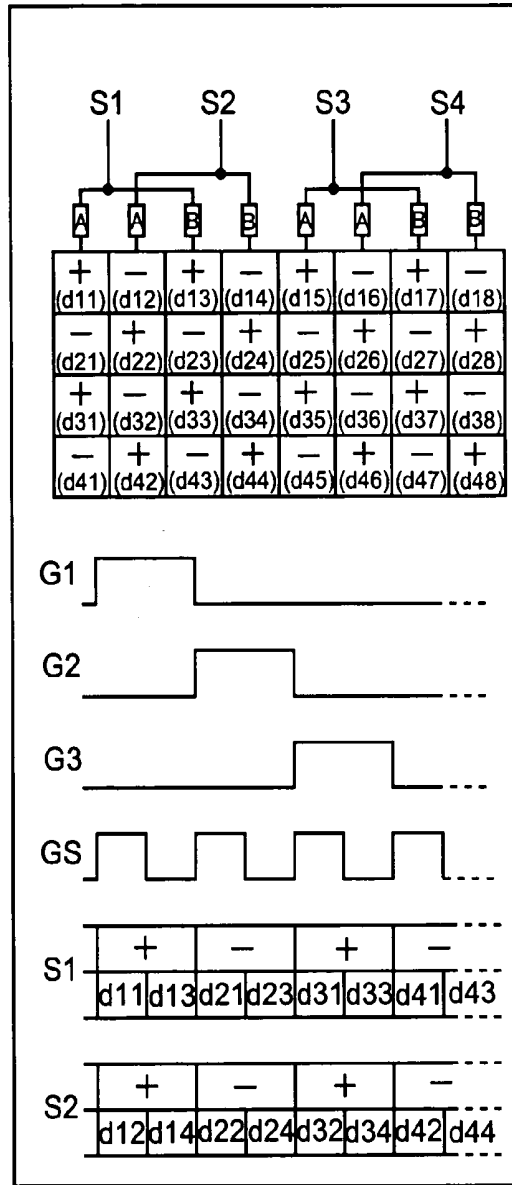 S1 S2 S3 S4
A A B B A A B B
+ − + − + − + −
(d11) (d12) (d13) (d14) (d15) (d16) (d17) (d18)
− + − + − + − +
(d21) (d22) (d23) (d24) (d25) (d26) (d27) (d28)
+ − + − + − + −
(d31) (d32) (d33) (d34) (d35) (d36) (d37) (d38)
− + − + − + − +
(d41) (d42) (d43) (d44) (d45) (d46) (d47) (d48)
G1
G2
G3
GS
S1
+ − + −
d11 d13 d21 d23 d31 d33 d41 d43
S2
+ − + −
d12 d14 d22 d24 d32 d34 d42 d44